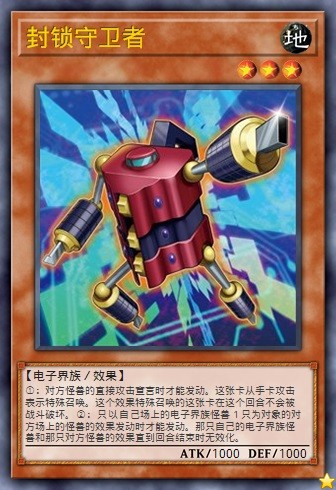 封锁守卫者
地
【电子界族／效果】
①：对方怪兽的直接攻击宣言时才能发动。这张卡从手卡攻击
表示特殊召唤。这个效果特殊召唤的这张卡在这个回合不会被
战斗破坏。②：只以自己场上的电子界族怪兽１只为对象的对
方场上的怪兽的效果发动时才能发动。那只自己的电子界族怪
兽和那只对方怪兽的效果直到回合结束时无效化。
ATK/1000 DEF/1000